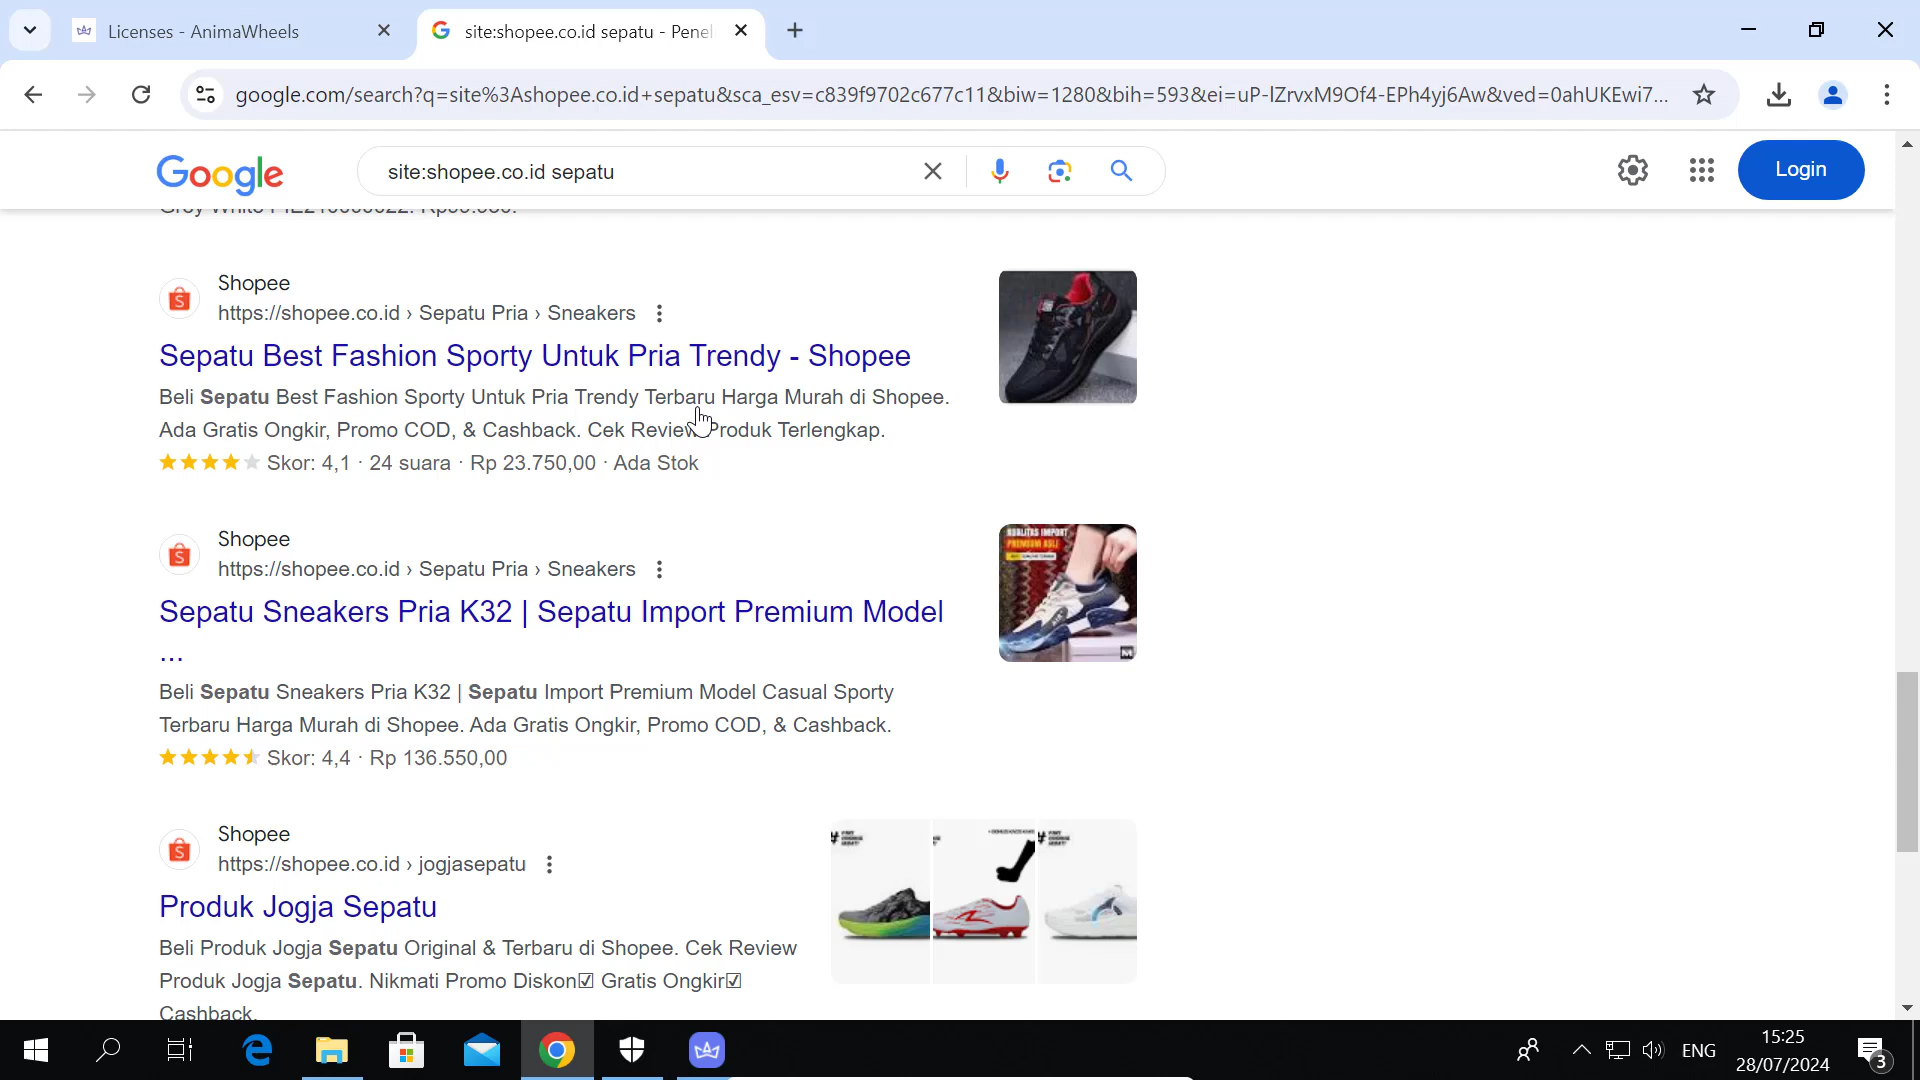 Licenses - AnimaWheels
site:shopee.co.id sepatu - Penel
google.com/search?q=site%3Ashopee.co.id+sepatu&sca_esv=c839f9702c677c11&biw=1280&bih=593&ei=uP-lZrvxM9Of4-EPh4yj6Aw&ved=0ahUKEwi7...
Google
site:shopee.co.id sepatu
Login
Shopee
https://shopee.co.id › Sepatu Pria › Sneakers
Sepatu Best Fashion Sporty Untuk Pria Trendy - Shopee
Beli Sepatu Best Fashion Sporty Untuk Pria Trendy Terbaru Harga Murah di Shopee.
Ada Gratis Ongkir, Promo COD, & Cashback. Cek Review Produk Terlengkap.
Skor: 4,1 · 24 suara · Rp 23.750,00 · Ada Stok
Shopee
https://shopee.co.id › Sepatu Pria › Sneakers
KUALITAS IMPORT
PREMIUM ASLI
Sepatu Sneakers Pria K32 | Sepatu Import Premium Model
...
Beli Sepatu Sneakers Pria K32 | Sepatu Import Premium Model Casual Sporty
Terbaru Harga Murah di Shopee. Ada Gratis Ongkir, Promo COD, & Cashback.
Skor: 4,4 · Rp 136.550,00
Shopee
https://shopee.co.id › jogjasepatu
Produk Jogja Sepatu
Beli Produk Jogja Sepatu Original & Terbaru di Shopee. Cek Review
Produk Jogja Sepatu. Nikmati Promo Diskon☑ Gratis Ongkir☑
Cashback.
ENG
15:25
28/07/2024
3